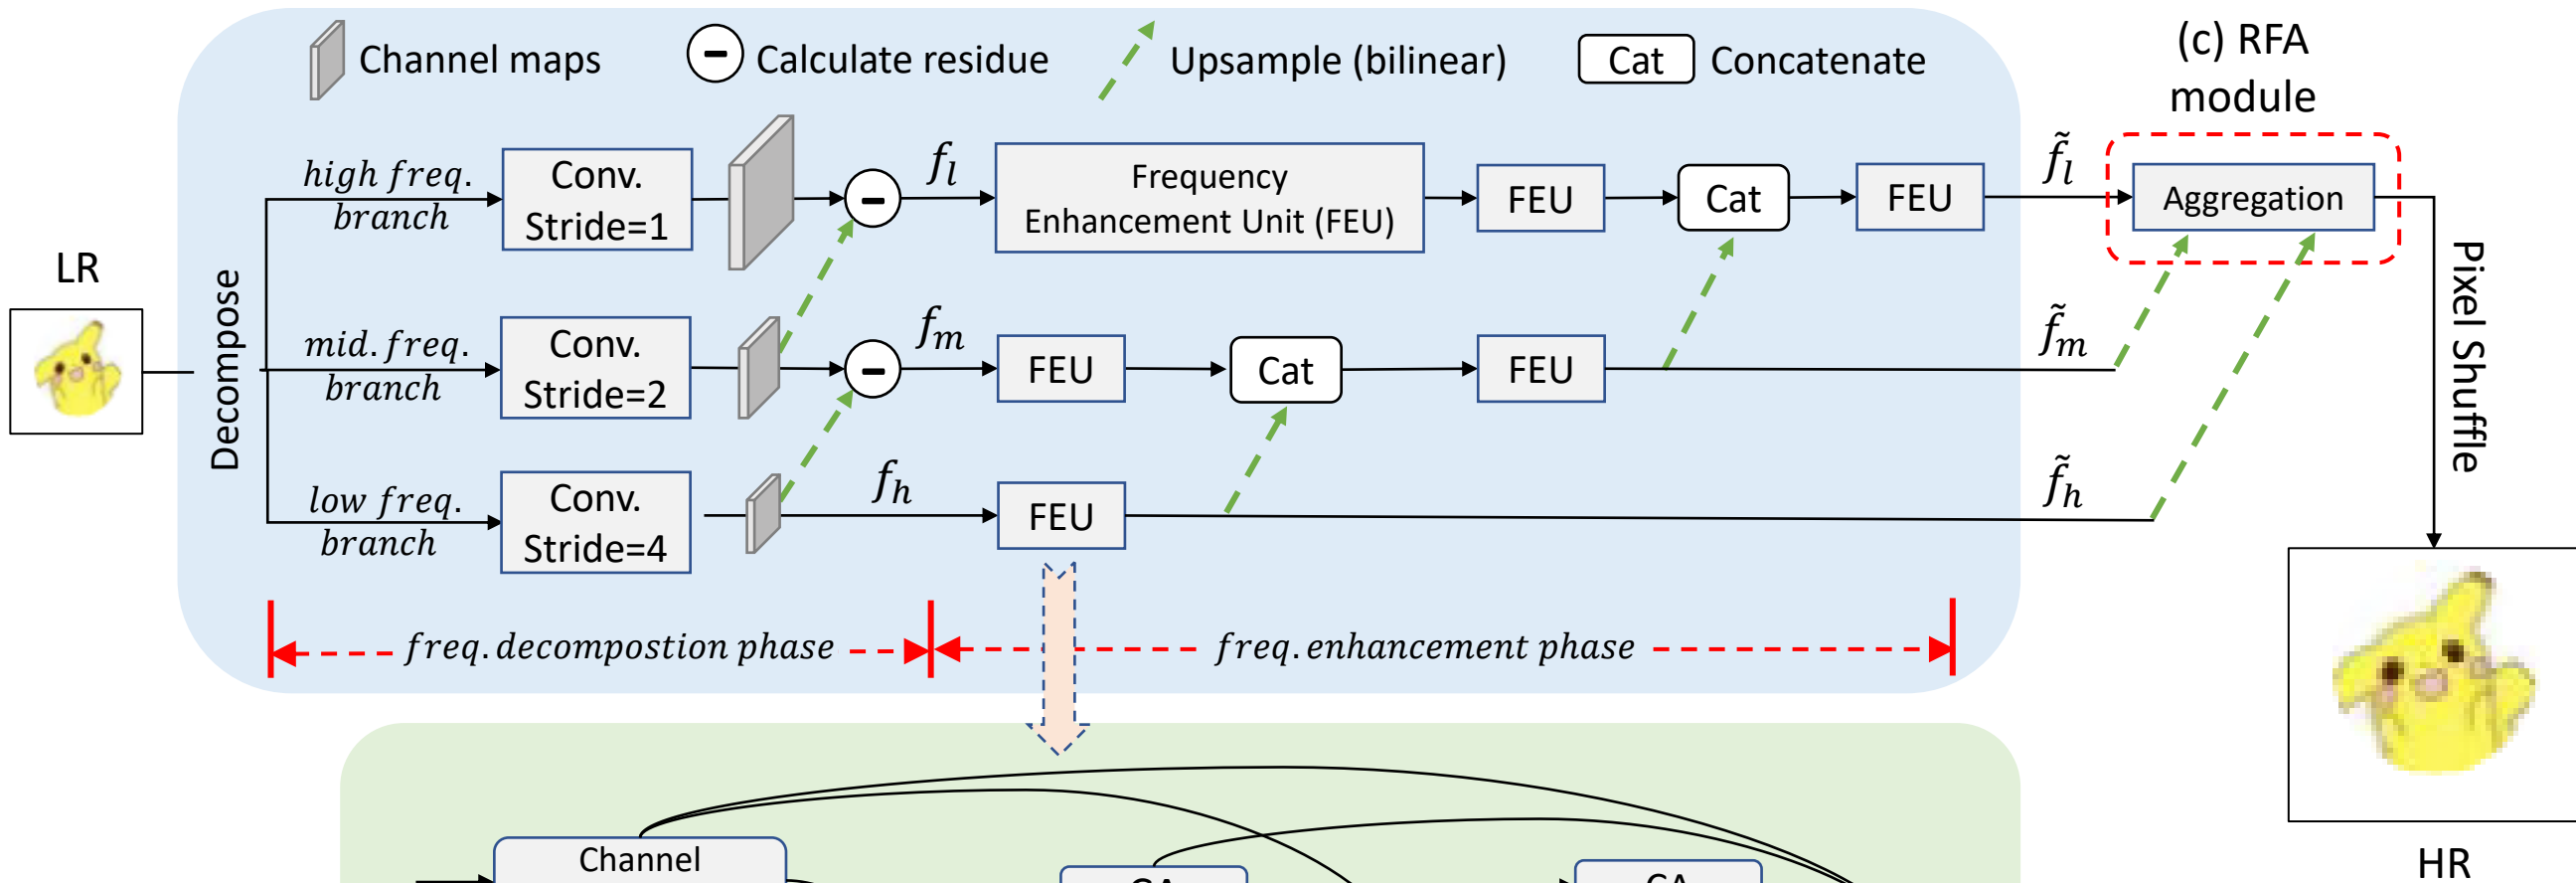 Channel maps
− Calculate residue
Upsample (bilinear)
Cat Concatenate
(c) RFA
module
high freq.
branch
Conv.
Stride=1
−
f_l
Frequency
Enhancement Unit (FEU)
FEU
Cat
FEU
f̃_l
Aggregation
LR
Decompose
mid. freq.
branch
Conv.
Stride=2
−
f_m
FEU
Cat
FEU
f̃_m
Pixel Shuffle
low freq.
branch
Conv.
Stride=4
f_h
FEU
f̃_h
freq. decompostion phase
freq. enhancement phase
HR
Channel